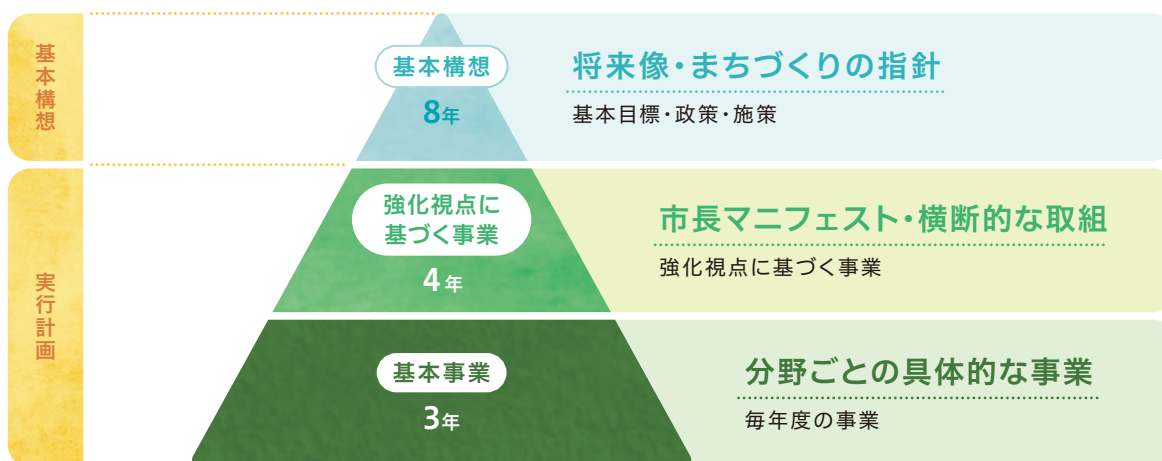 基本構想
基本構想
8年
将来像・まちづくりの指針
基本目標・政策・施策
実行計画
強化視点に
基づく事業
4年
市長マニフェスト・横断的な取組
強化視点に基づく事業
基本事業
3年
分野ごとの具体的な事業
毎年度の事業